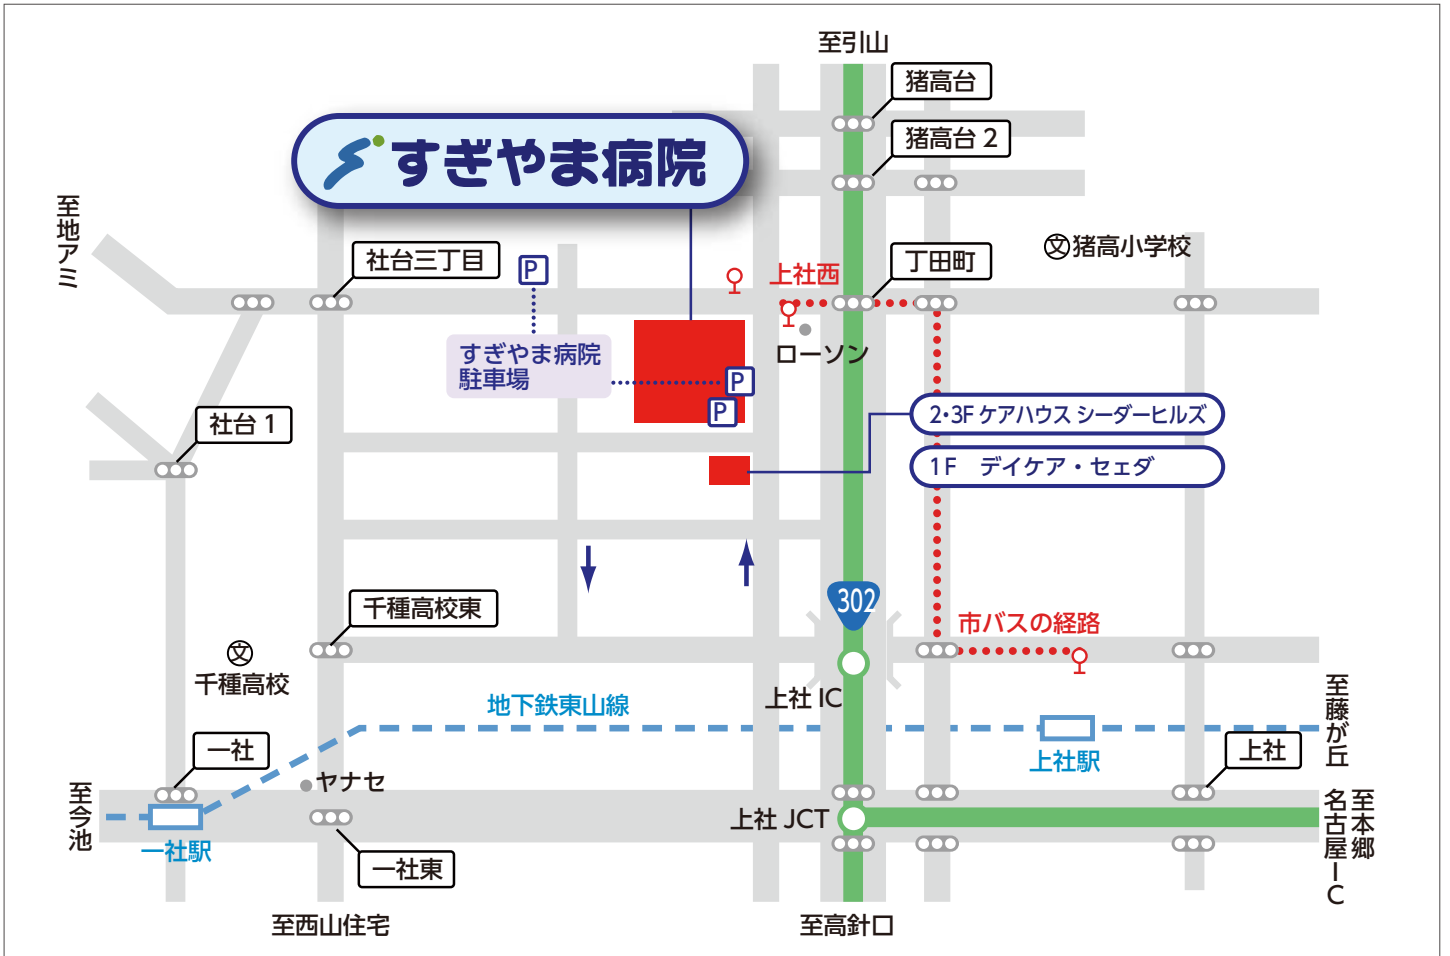 至引山
猪高台
猪高台 2
すぎやま病院
至地アミ
社台三丁目
P
上社西
丁田町
文猪高小学校
ローソン
すぎやま病院
駐車場
P
P
社台 1
2・3F ケアハウス シーダーヒルズ
1F　デイケア・セェダ
302
千種高校東
市バスの経路
文
千種高校
上社 IC
地下鉄東山線
至藤が丘
上社駅
上社
一社
ヤナセ
至今池
一社駅
上社 JCT
至本郷
名古屋IC
一社東
至西山住宅
至高針口